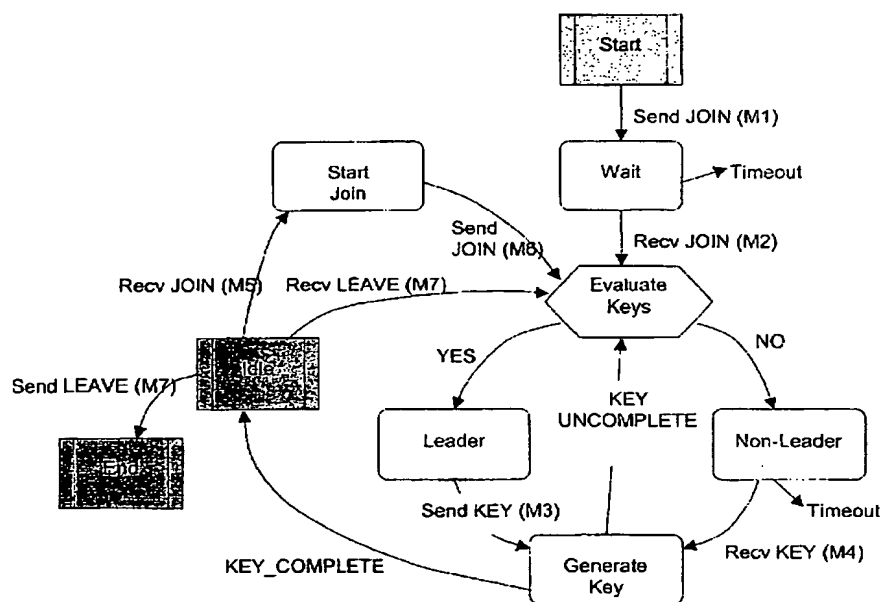 Start
Send JOIN (M1)
Start
Join
Wait
Timeout
Send
JOIN (M6)
Recv JOIN (M2)
Recv JOIN (M5)
Recv LEAVE (M7)
Evaluate
Keys
YES
NO
Idle
Send LEAVE (M7)
KEY
UNCOMPLETE
Leader
Non-Leader
End
Send KEY (M3)
Timeout
Recv KEY (M4)
KEY_COMPLETE
Generate
Key